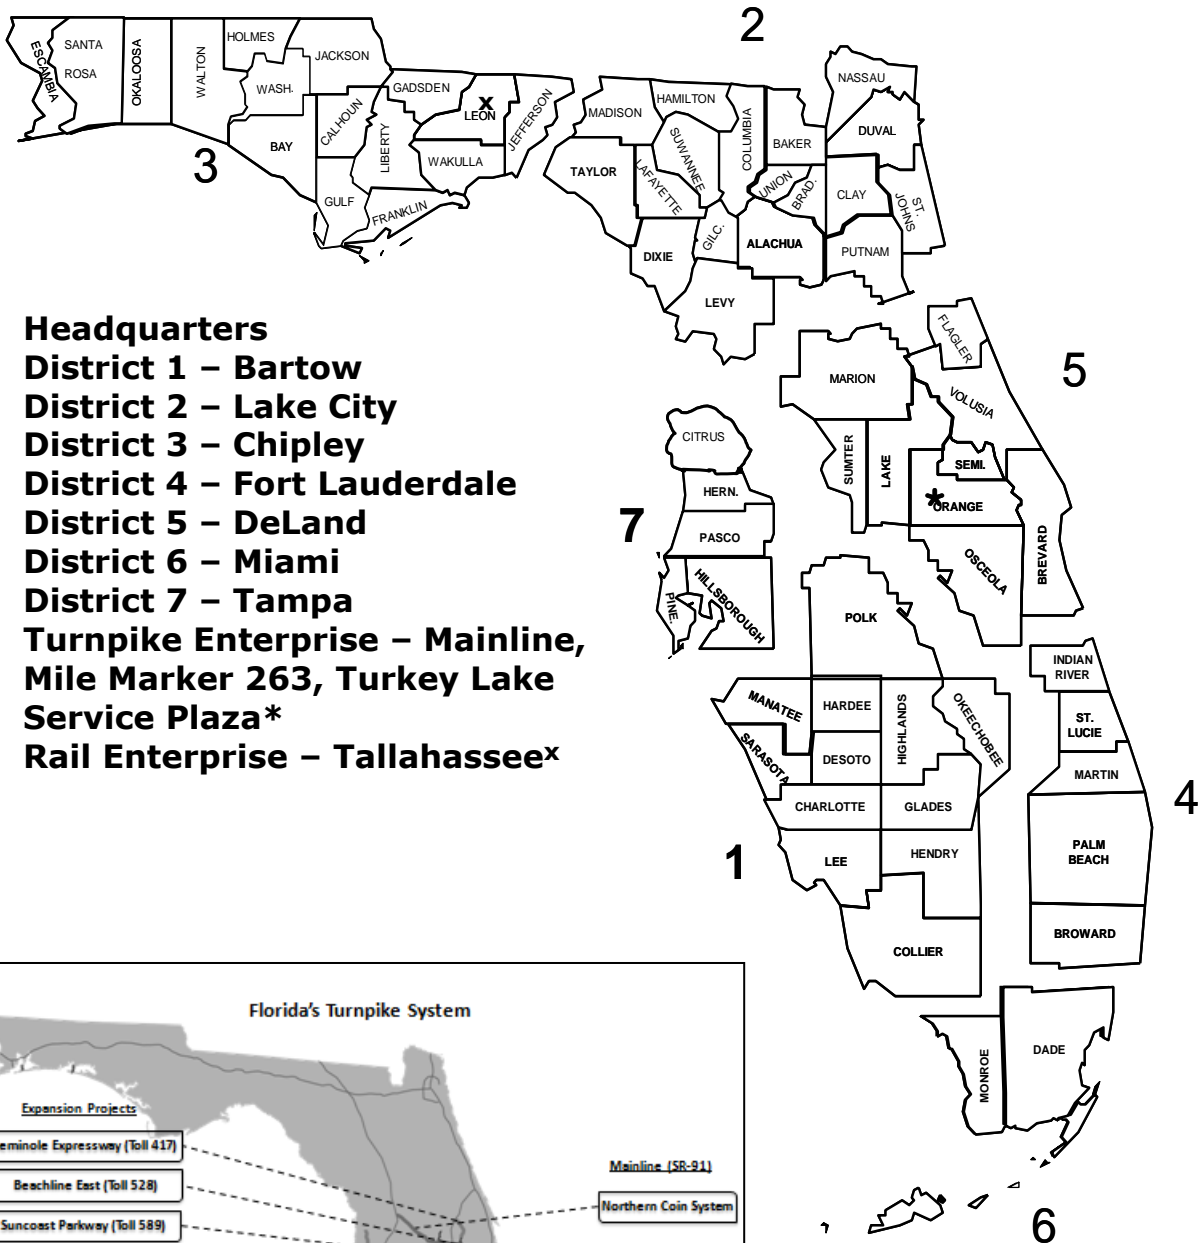 2
NASSAU
HOLMES
SANTA
ROSA
ESCAMBIA
OKALOOSA
WALTON
JACKSON
WASH.
GADSDEN
x
LEON
JEFFERSON
MADISON
HAMILTON
COLUMBIA
BAKER
DUVAL
CALHOUN
LIBERTY
BAY
WAKULLA
SUWANNEE
3
TAYLOR
LAFAYETTE
UNION
BRAD.
CLAY
ST.
JOHNS
GULF
FRANKLIN
GILC.
ALACHUA
PUTNAM
DIXIE
LEVY
Headquarters
District 1 – Bartow
District 2 – Lake City
District 3 – Chipley
District 4 – Fort Lauderdale
District 5 – DeLand
District 6 – Miami
District 7 – Tampa
Turnpike Enterprise – Mainline,
Mile Marker 263, Turkey Lake
Service Plaza*
Rail Enterprise – Tallahasseex
FLAGLER
5
MARION
VOLUSIA
CITRUS
SUMTER
LAKE
SEMI.
HERN.
*
ORANGE
7
PASCO
OSCEOLA
BREVARD
PINE.
HILLSBOROUGH
POLK
INDIAN
RIVER
MANATEE
HARDEE
HIGHLANDS
OKEECHOBEE
ST.
LUCIE
SARASOTA
DESOTO
MARTIN
CHARLOTTE
GLADES
4
1
LEE
HENDRY
PALM
BEACH
COLLIER
BROWARD
MONROE
DADE
6
Florida's Turnpike System
Expansion Projects
eminole Expressway (Toll 417)
Beachline East (Toll 528)
Suncoast Parkway (Toll 589)
Mainline (SR-91)
Northern Coin System